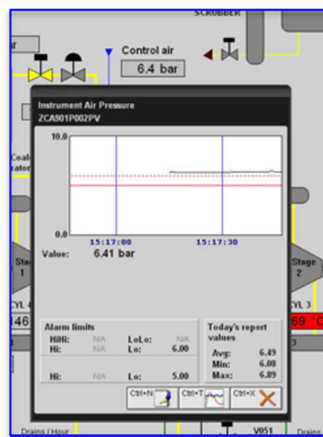 SCRUBBER
Control air
6.4 bar
Instrument Air Pressure
ZCA901P002PV
10.0
0.0
15:17:00 15:17:30
Value: 6.41 bar
Stage
1
Stage
2
CYL 3
Alarm limits
HiHi: N/A LoLo: N/A
Hi: N/A Lo: 6.00
Hi: N/A Lo: 5.00
Today's report
values
Avg: 6.49
Min: 6.08
Max: 6.89
Ctrl+N Ctrl+T Ctrl+X
Drains / Hour
V051
Drains